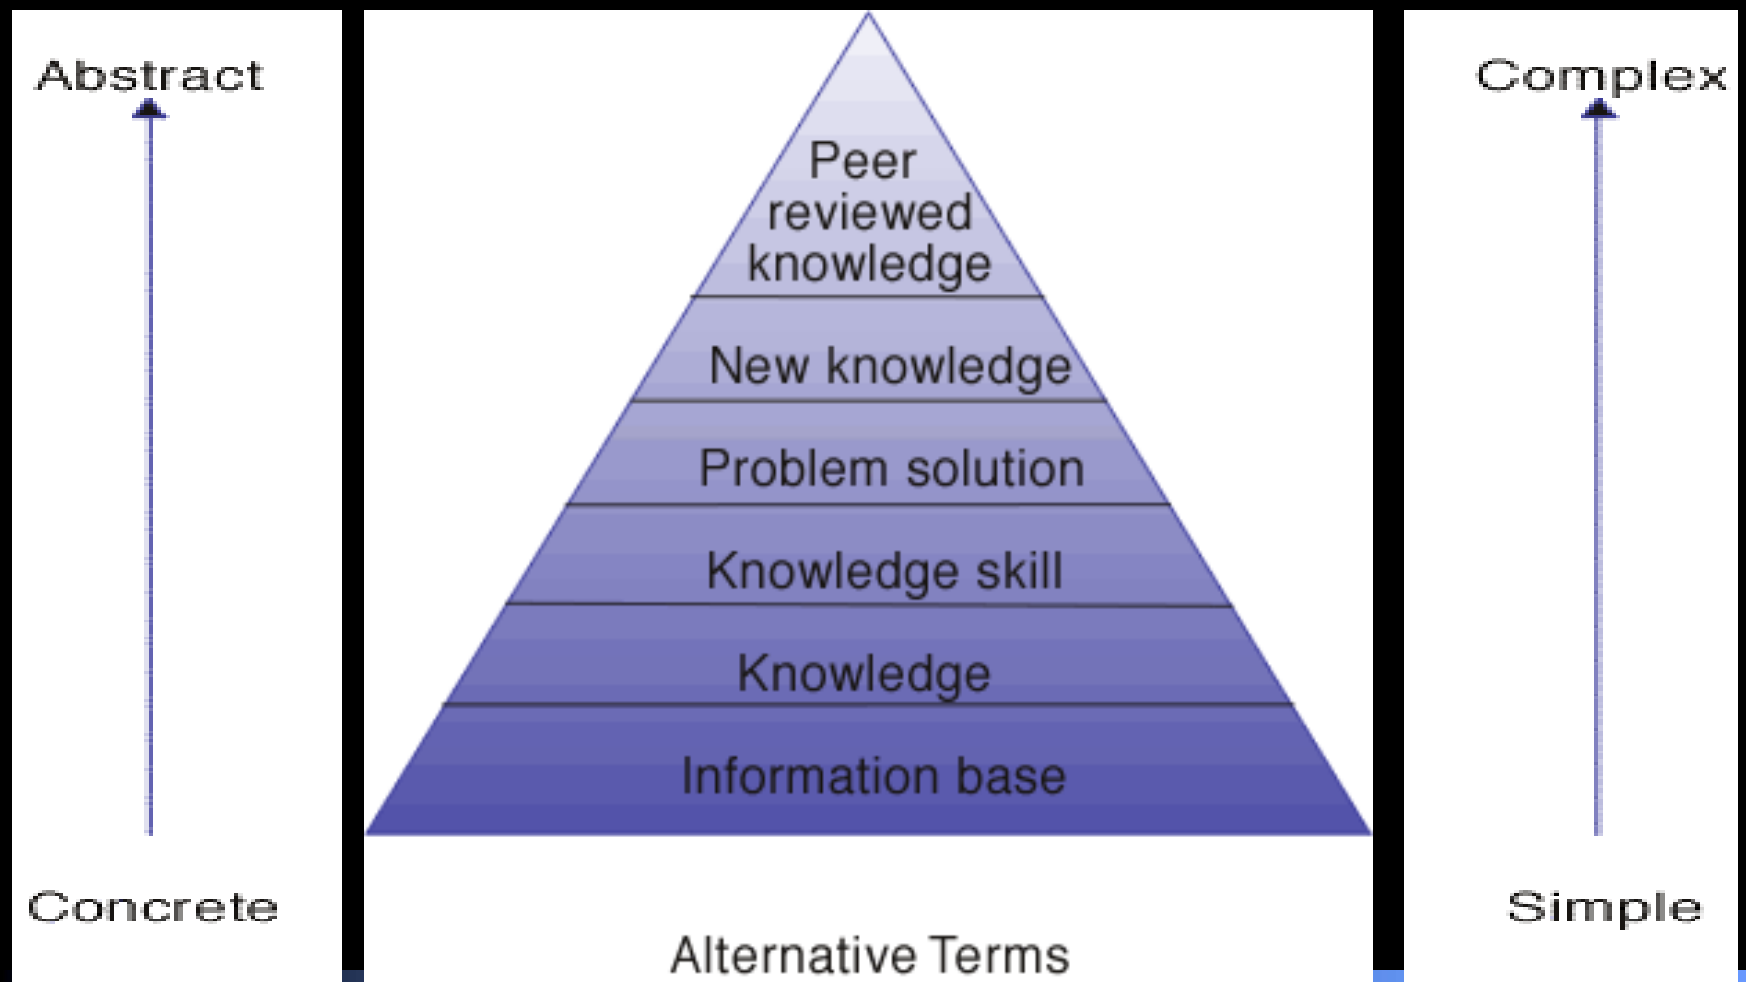 Abstract
Concrete
Peer
reviewed
knowledge
New knowledge
Problem solution
Knowledge skill
Knowledge
Information base
Alternative Terms
Complex
Simple